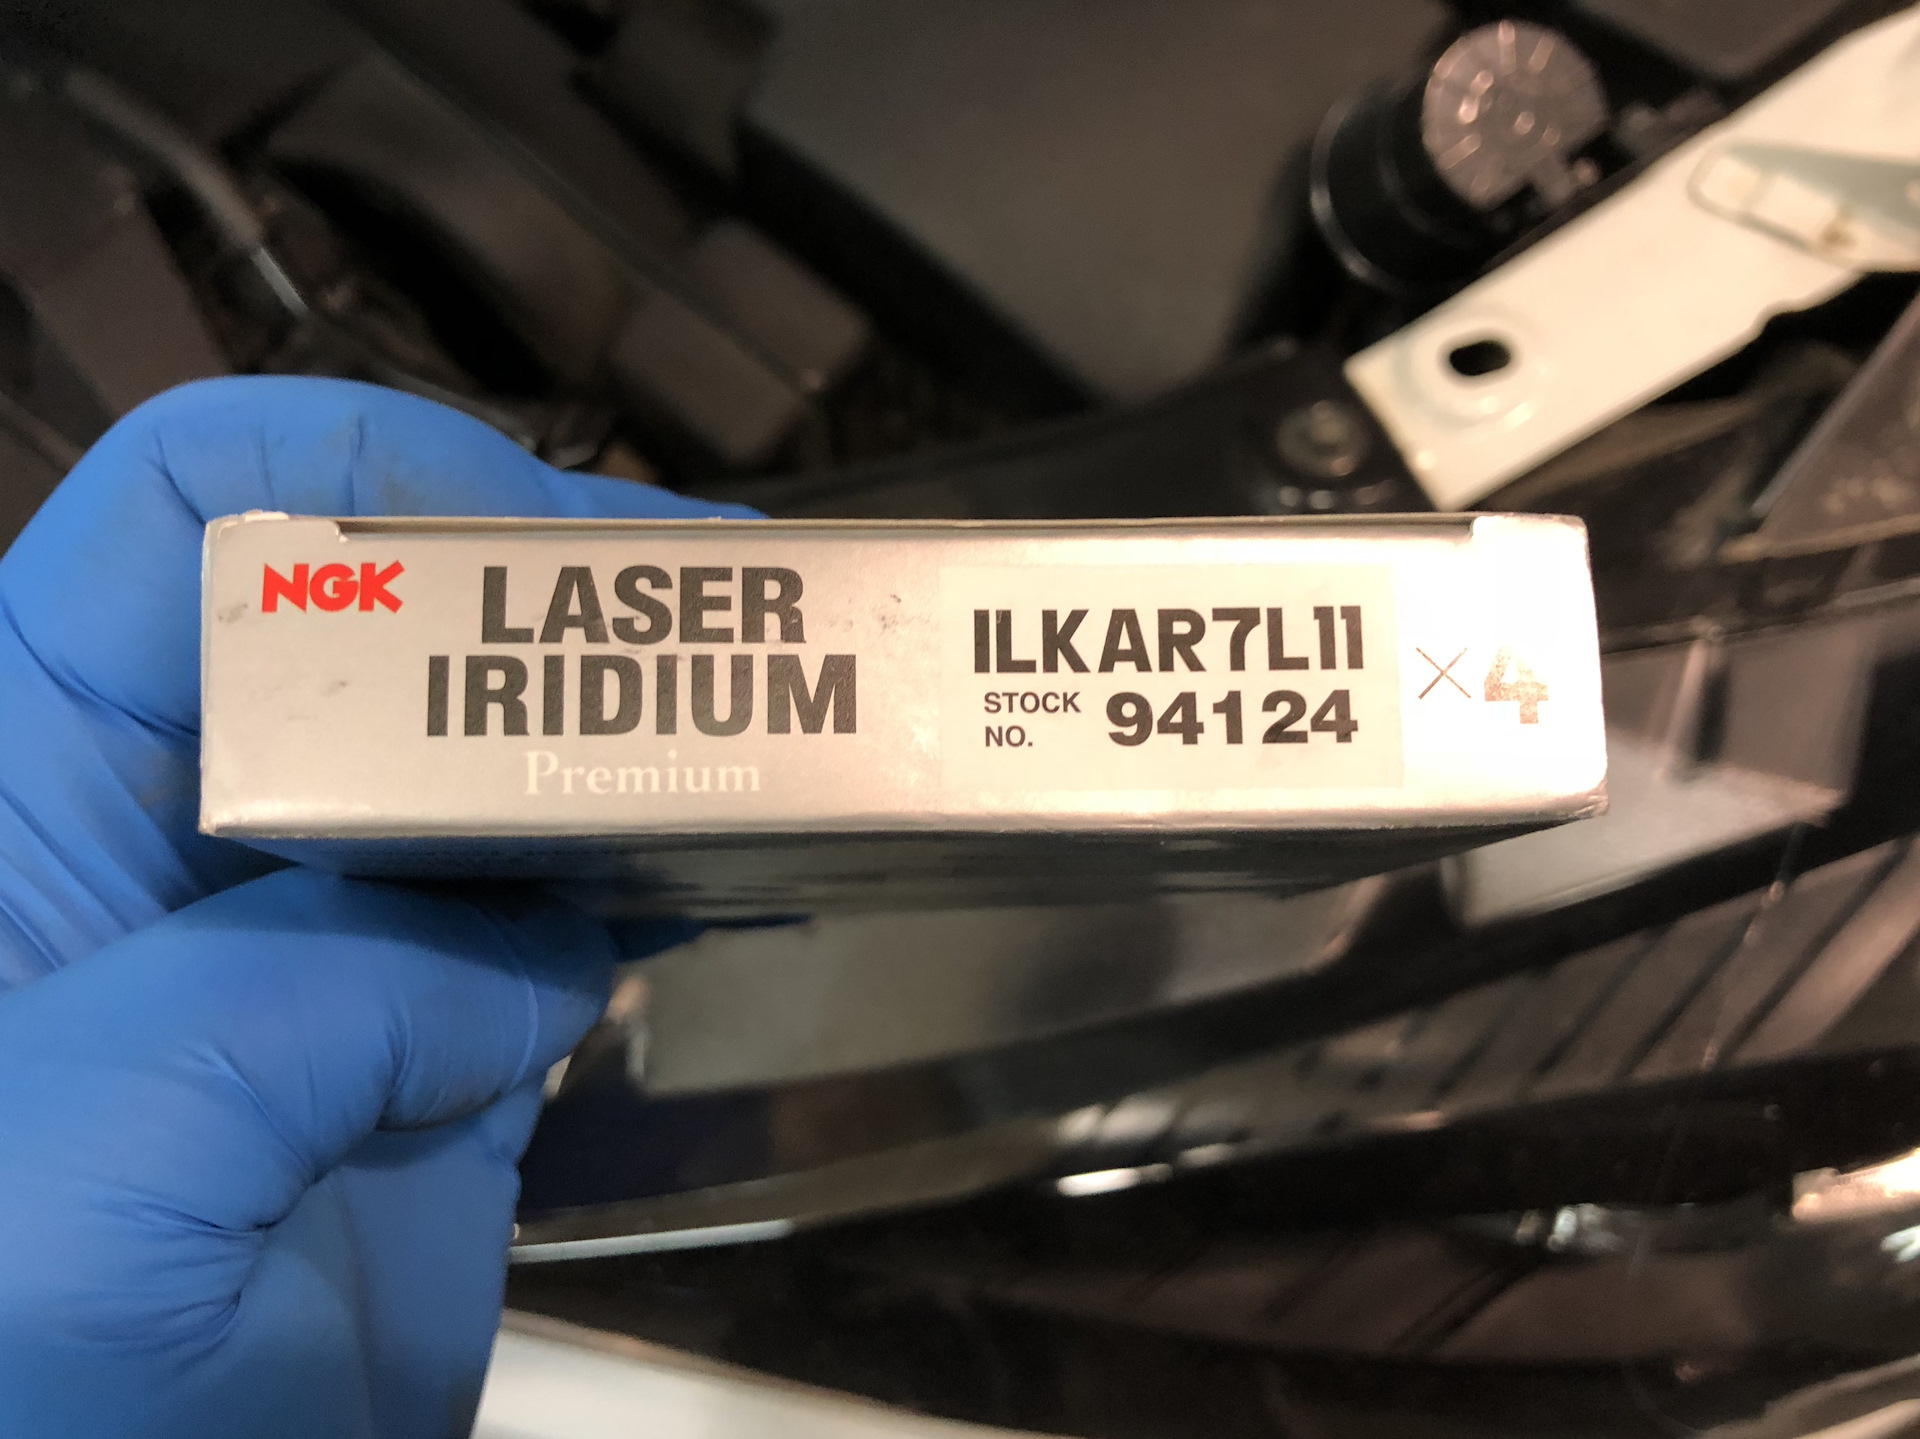 NGK
LASER
IRIDIUM
Premium
ILKAR7L11
STOCK NO. 94124
×4